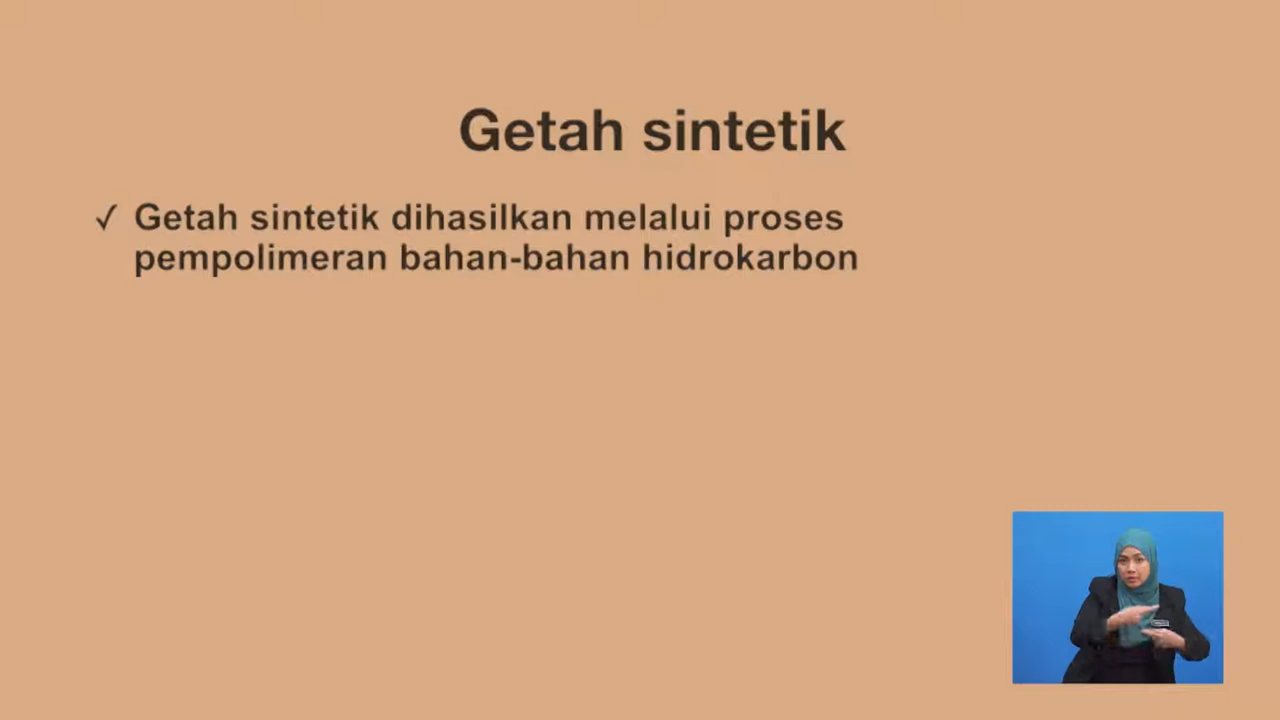 Getah sintetik
✓ Getah sintetik dihasilkan melalui proses
pempolimeran bahan-bahan hidrokarbon